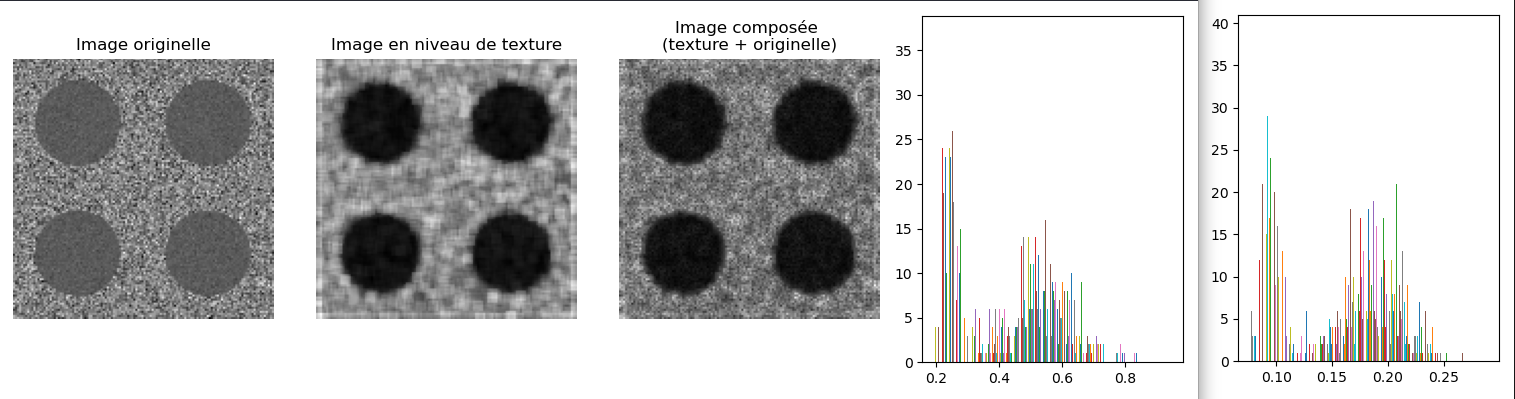 Image originelle
Image en niveau de texture
Image composée
(texture + originelle)
35
30
25
20
15
10
5
0
0.2 0.4 0.6 0.8
40
35
30
25
20
15
10
5
0
0.10 0.15 0.20 0.25